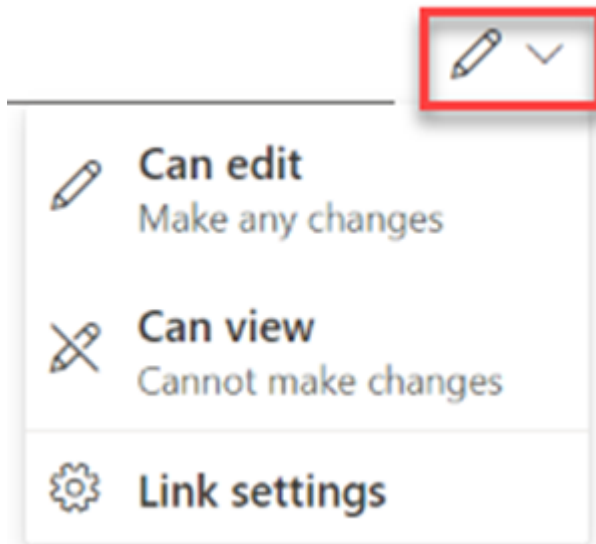 Can edit
Make any changes
Can view
Cannot make changes
Link settings